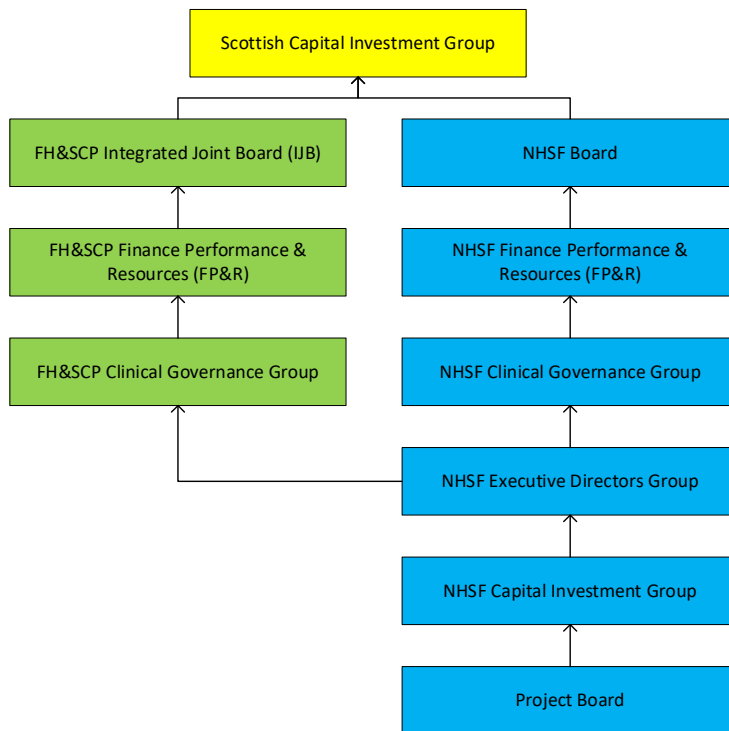 Scottish Capital Investment Group
FH&SCP Integrated Joint Board (IJB)
NHSF Board
FH&SCP Finance Performance &
Resources (FP&R)
NHSF Finance Performance &
Resources (FP&R)
FH&SCP Clinical Governance Group
NHSF Clinical Governance Group
NHSF Executive Directors Group
NHSF Capital Investment Group
Project Board